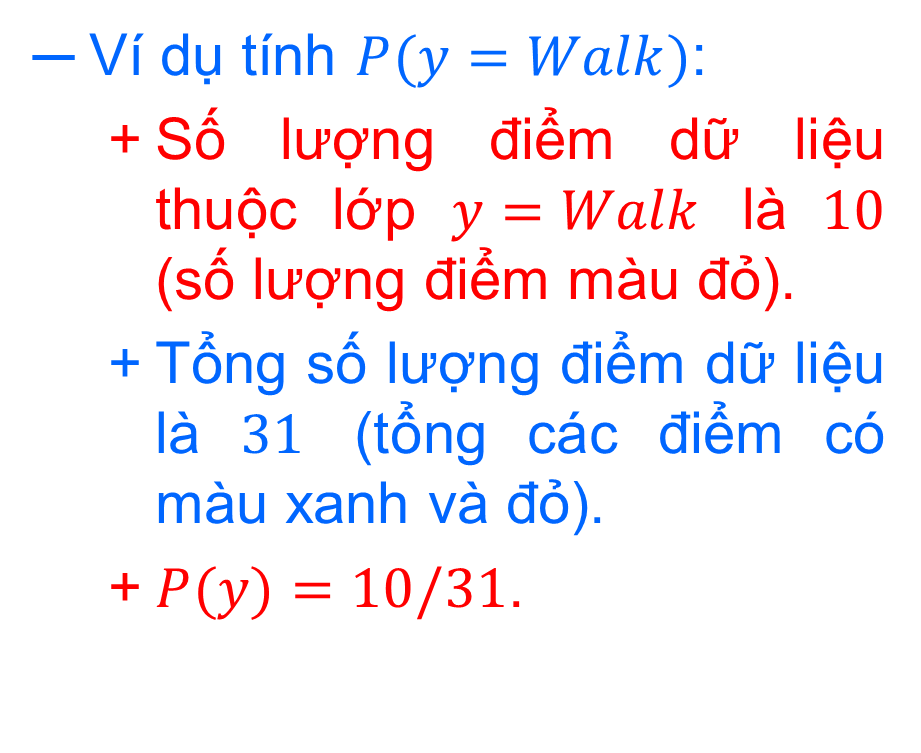 ─ Ví dụ tính P(y = Walk):
+ Số lượng điểm dữ liệu
thuộc lớp y = Walk là 10
(số lượng điểm màu đỏ).
+ Tổng số lượng điểm dữ liệu
là 31 (tổng các điểm có
màu xanh và đỏ).
+ P(y) = 10/31.